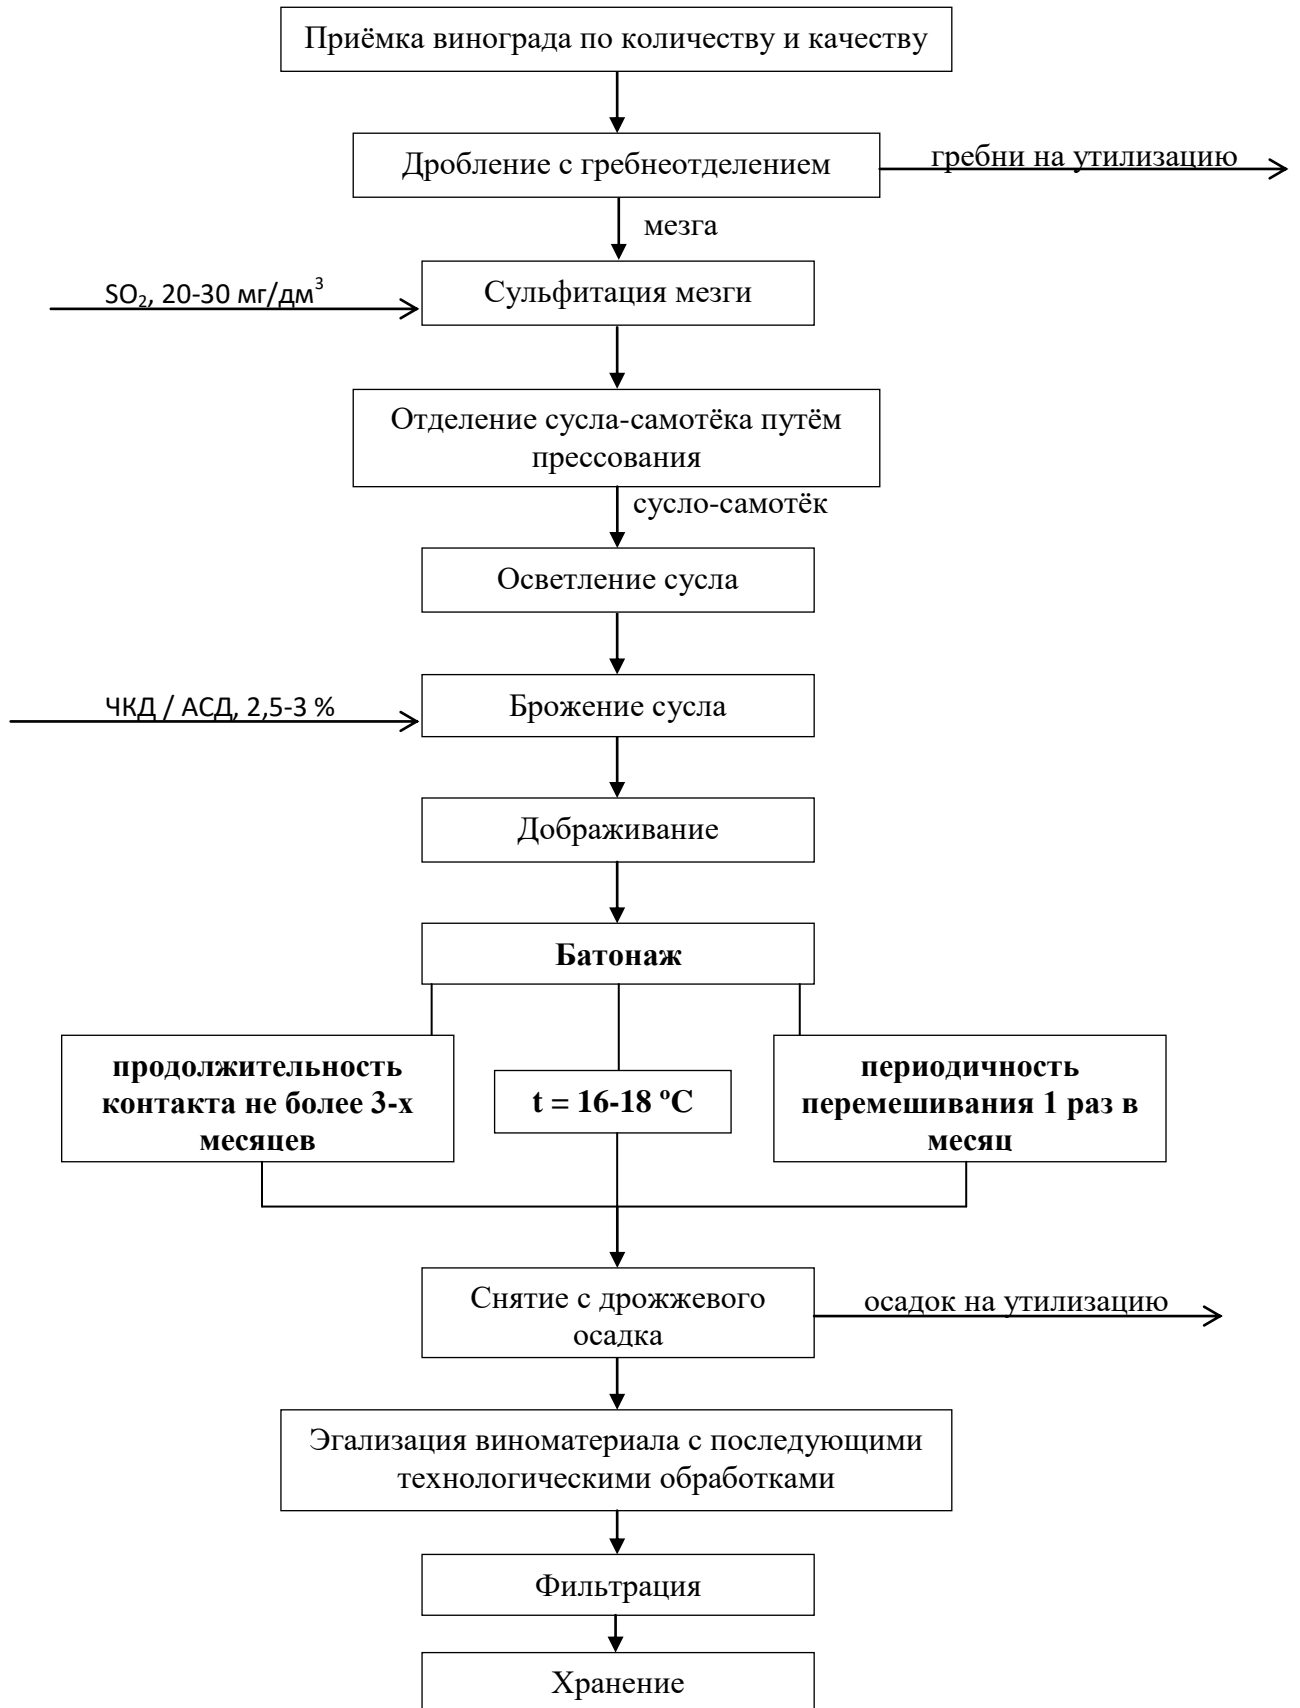 Приёмка винограда по количеству и качеству
Дробление с гребнеотделением
гребни на утилизацию
мезга
SO₂, 20-30 мг/дм³
Сульфитация мезги
Отделение сусла-самотёка путём
прессования
сусло-самотёк
Осветление сусла
ЧКД / АСД, 2,5-3 %
Брожение сусла
Дображивание
Батонаж
продолжительность
контакта не более 3-х
месяцев
t = 16-18 ºС
периодичность
перемешивания 1 раз в
месяц
Снятие с дрожжевого
осадка
осадок на утилизацию
Эгализация виноматериала с последующими
технологическими обработками
Фильтрация
Хранение